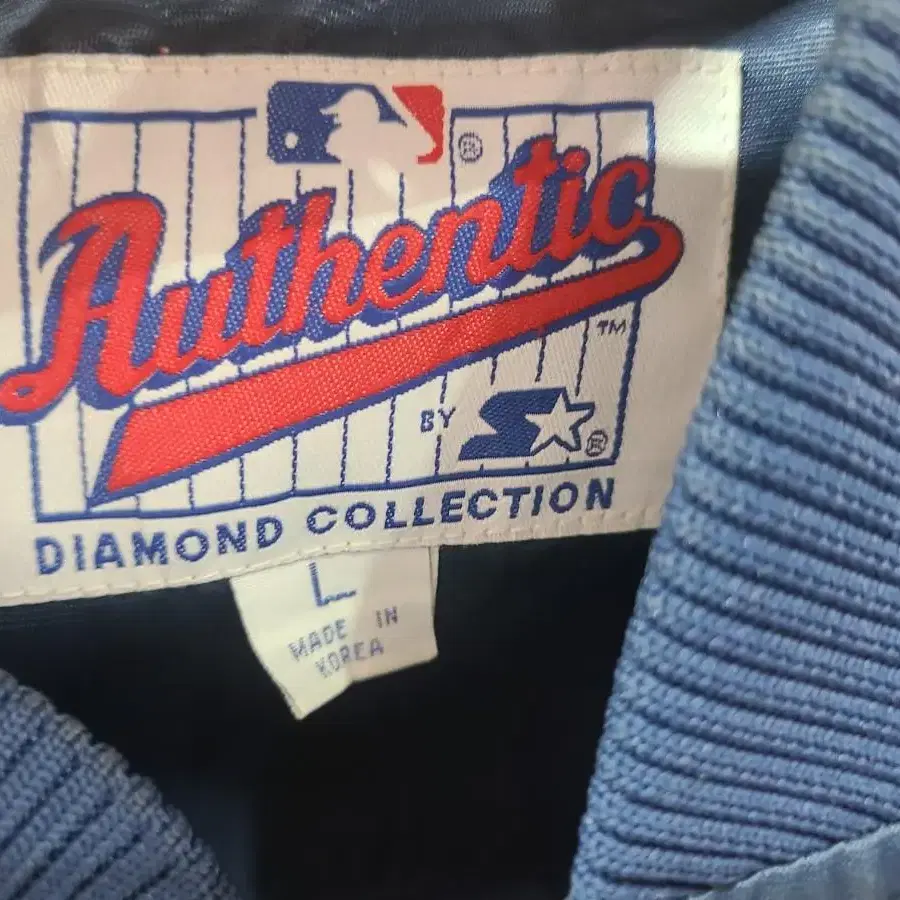 ®
Authentic
TM
BY
®
DIAMOND COLLECTION
L
MADE IN
KOREA